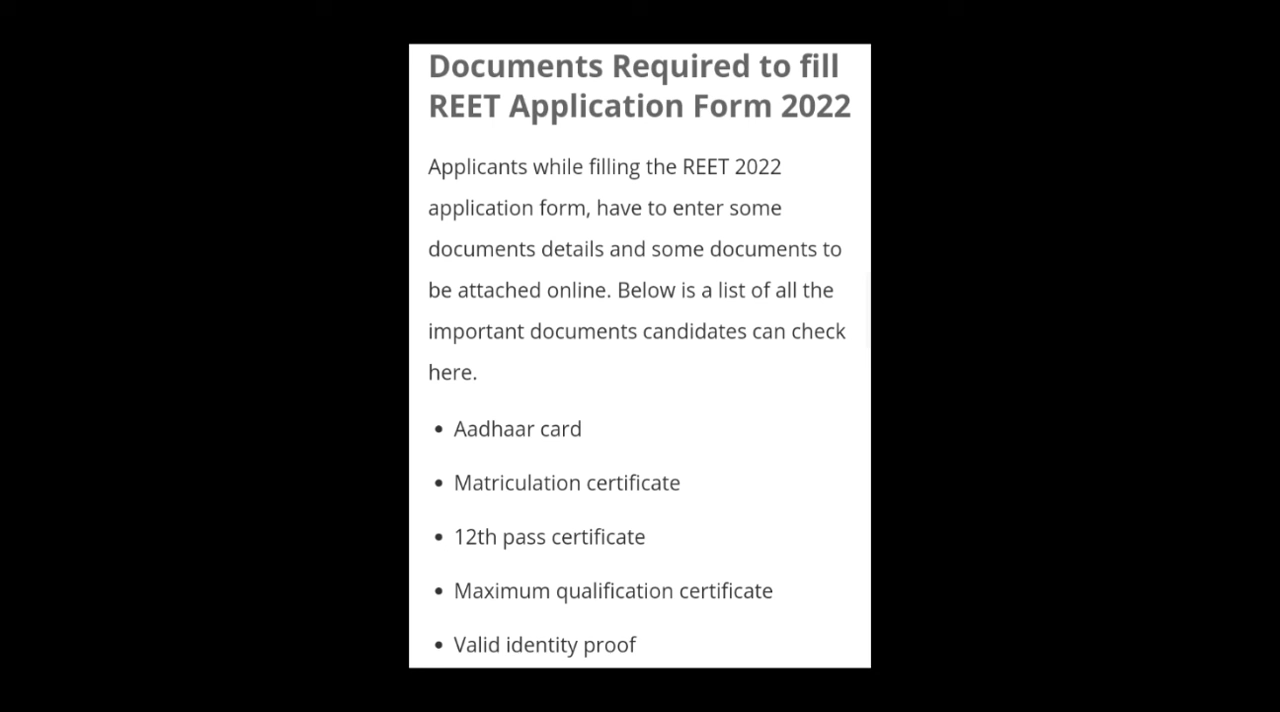 Documents Required to fill
REET Application Form 2022
Applicants while filling the REET 2022
application form, have to enter some
documents details and some documents to
be attached online. Below is a list of all the
important documents candidates can check
here.
• Aadhaar card
• Matriculation certificate
• 12th pass certificate
• Maximum qualification certificate
• Valid identity proof